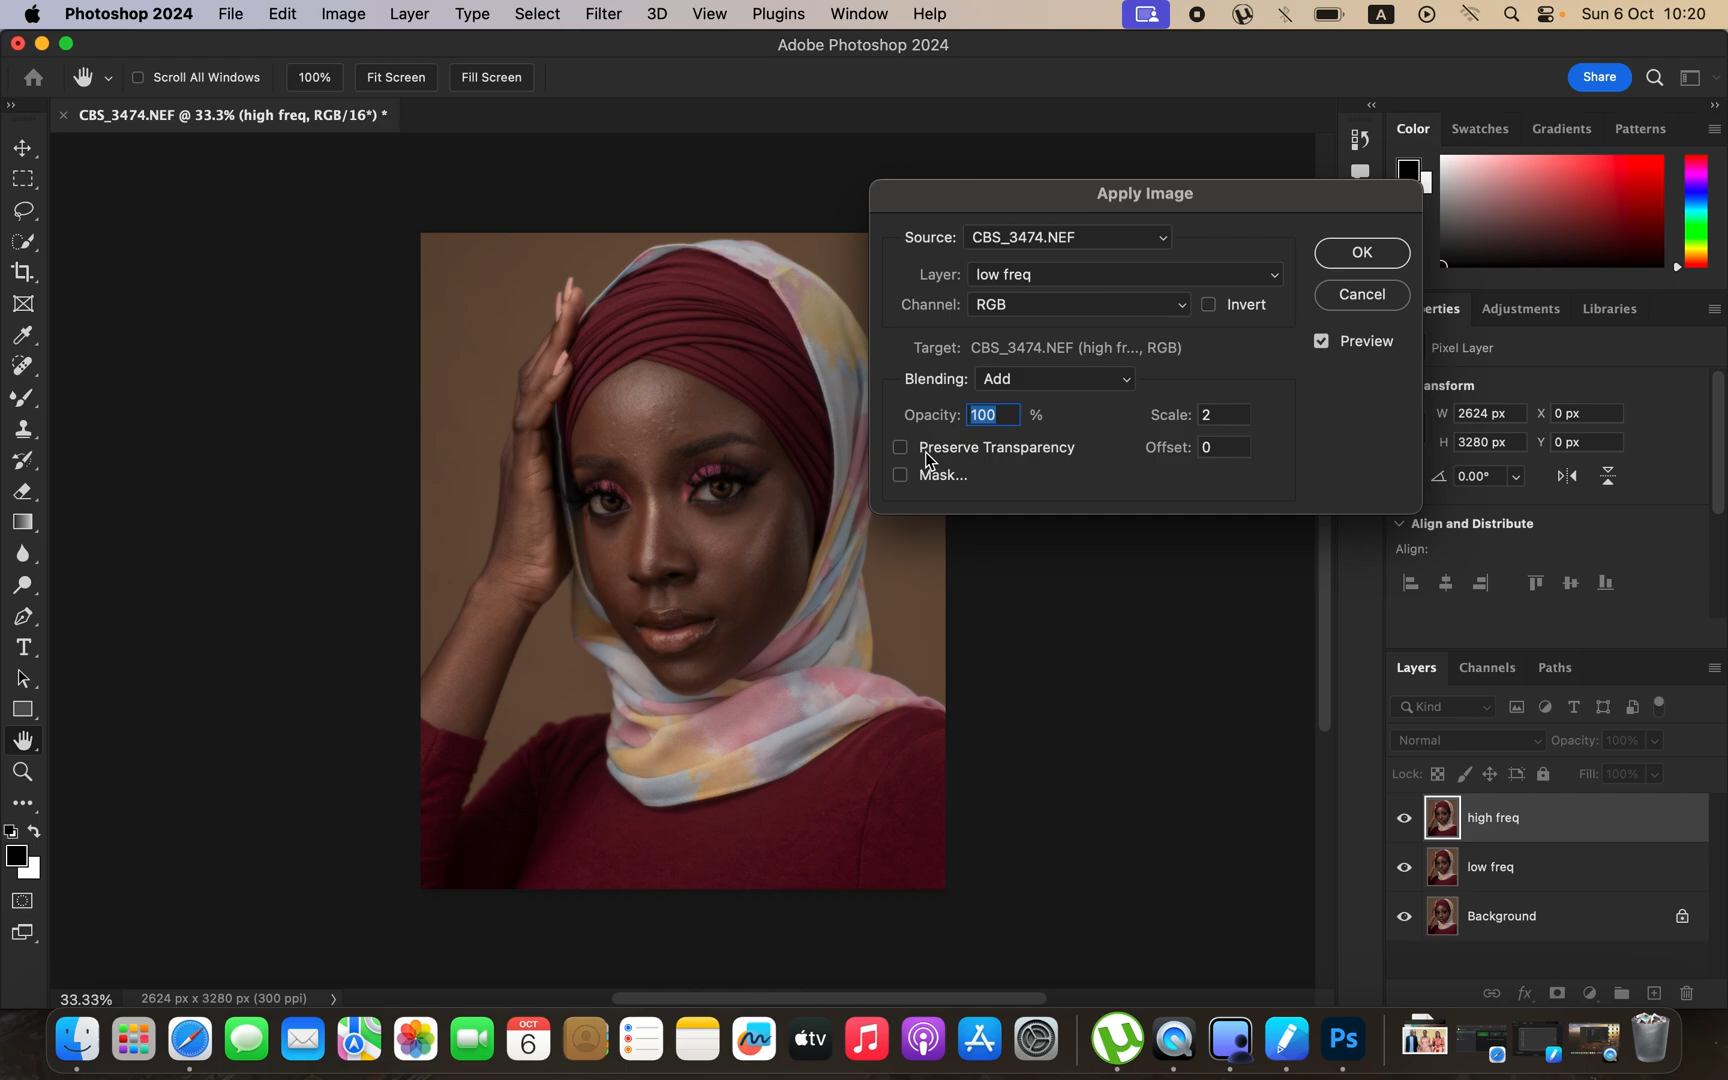 Photoshop 2024 File Edit Image Layer Type Select Filter 3D View Plugins Window Help A Sun 6 Oct 10:20
Adobe Photoshop 2024
Scroll All Windows 100% Fit Screen Fill Screen Share
CBS_3474.NEF @ 33.3% (high freq, RGB/16*) *
Color Swatches Gradients Patterns
Apply Image
Source: CBS_3474.NEF
OK
Layer: low freq
Cancel
Channel: RGB Invert
Preview
Target: CBS_3474.NEF (high fr..., RGB)
Blending: Add
Opacity: 100 % Scale: 2
Preserve Transparency Offset: 0
Mask...
erties Adjustments Libraries
Pixel Layer
ansform
W 2624 px X 0 px
H 3280 px Y 0 px
0.00°
Align and Distribute
Align:
Layers Channels Paths
Kind
Normal Opacity: 100%
Lock: Fill: 100%
high freq
low freq
Background
fx
33.33% 2624 px x 3280 px (300 ppi)
OCT
6
tv
Ps